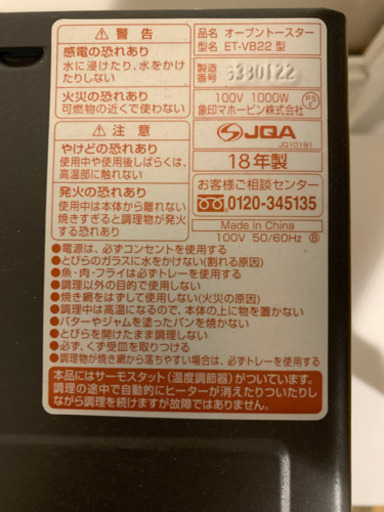 ⚠ 警告
感電の恐れあり
水に浸けたり、水をかけ
たりしない
火災の恐れあり
可燃物の近くで使わない
⚠ 注意
やけどの恐れあり
使用中や使用後しばらくは、
高温部に触れない
発火の恐れあり
使用中は本体から離れない
焼きすぎると調理物が発火
する恐れあり
品名 オーブントースター
型名 ET-VB22 型
製造
番号 6380122
100V 1000W
象印マホービン株式会社
PS
E
JQA
JQ10191
18年製
お客様ご相談センター
0120-345135
Made in China
100V 50/60Hz Ⓑ
●電源は、必ずコンセントを使用する
●とびらのガラスに水をかけない(割れる原因)
●魚・肉・フライは必ずトレーを使用する
●調理以外の目的で使用しない
●焼き網をはずして使用しない(火災の原因)
●調理中は高温になるので、本体の上に物を置かない
●バターやジャムを塗ったパンを焼かない
●とびらを開けたまま調理しない
●必ず、くず受皿を取りつける
●調理物が焼き網から落ちやすい場合は、必ずトレーを使用する
本品にはサーモスタット(温度調節器)がついています。
調理の途中で自動的にヒーターが消えたりついたりし
ながら調理を続けますが故障ではありません。